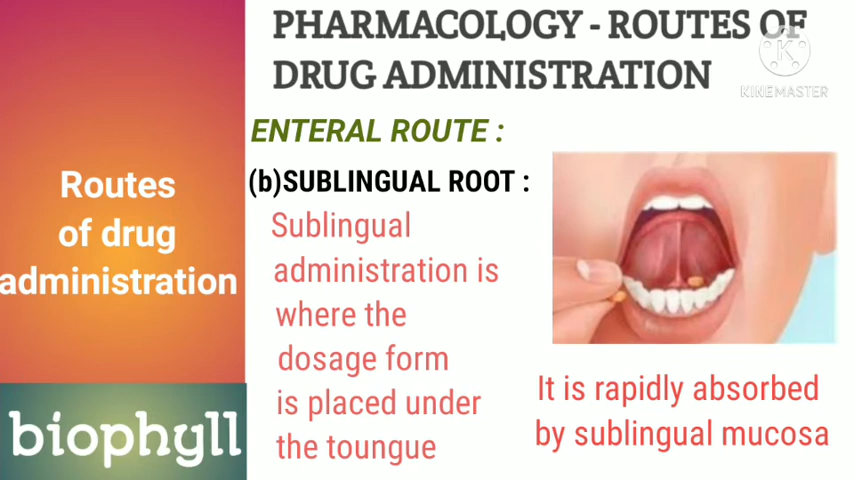 PHARMACOLOGY - ROUTES OF
DRUG ADMINISTRATION
KINEMASTER
ENTERAL ROUTE :
(b)SUBLINGUAL ROOT :
Routes
of drug
administration
Sublingual
administration is
where the
dosage form
is placed under
the toungue
It is rapidly absorbed
by sublingual mucosa
biophyll